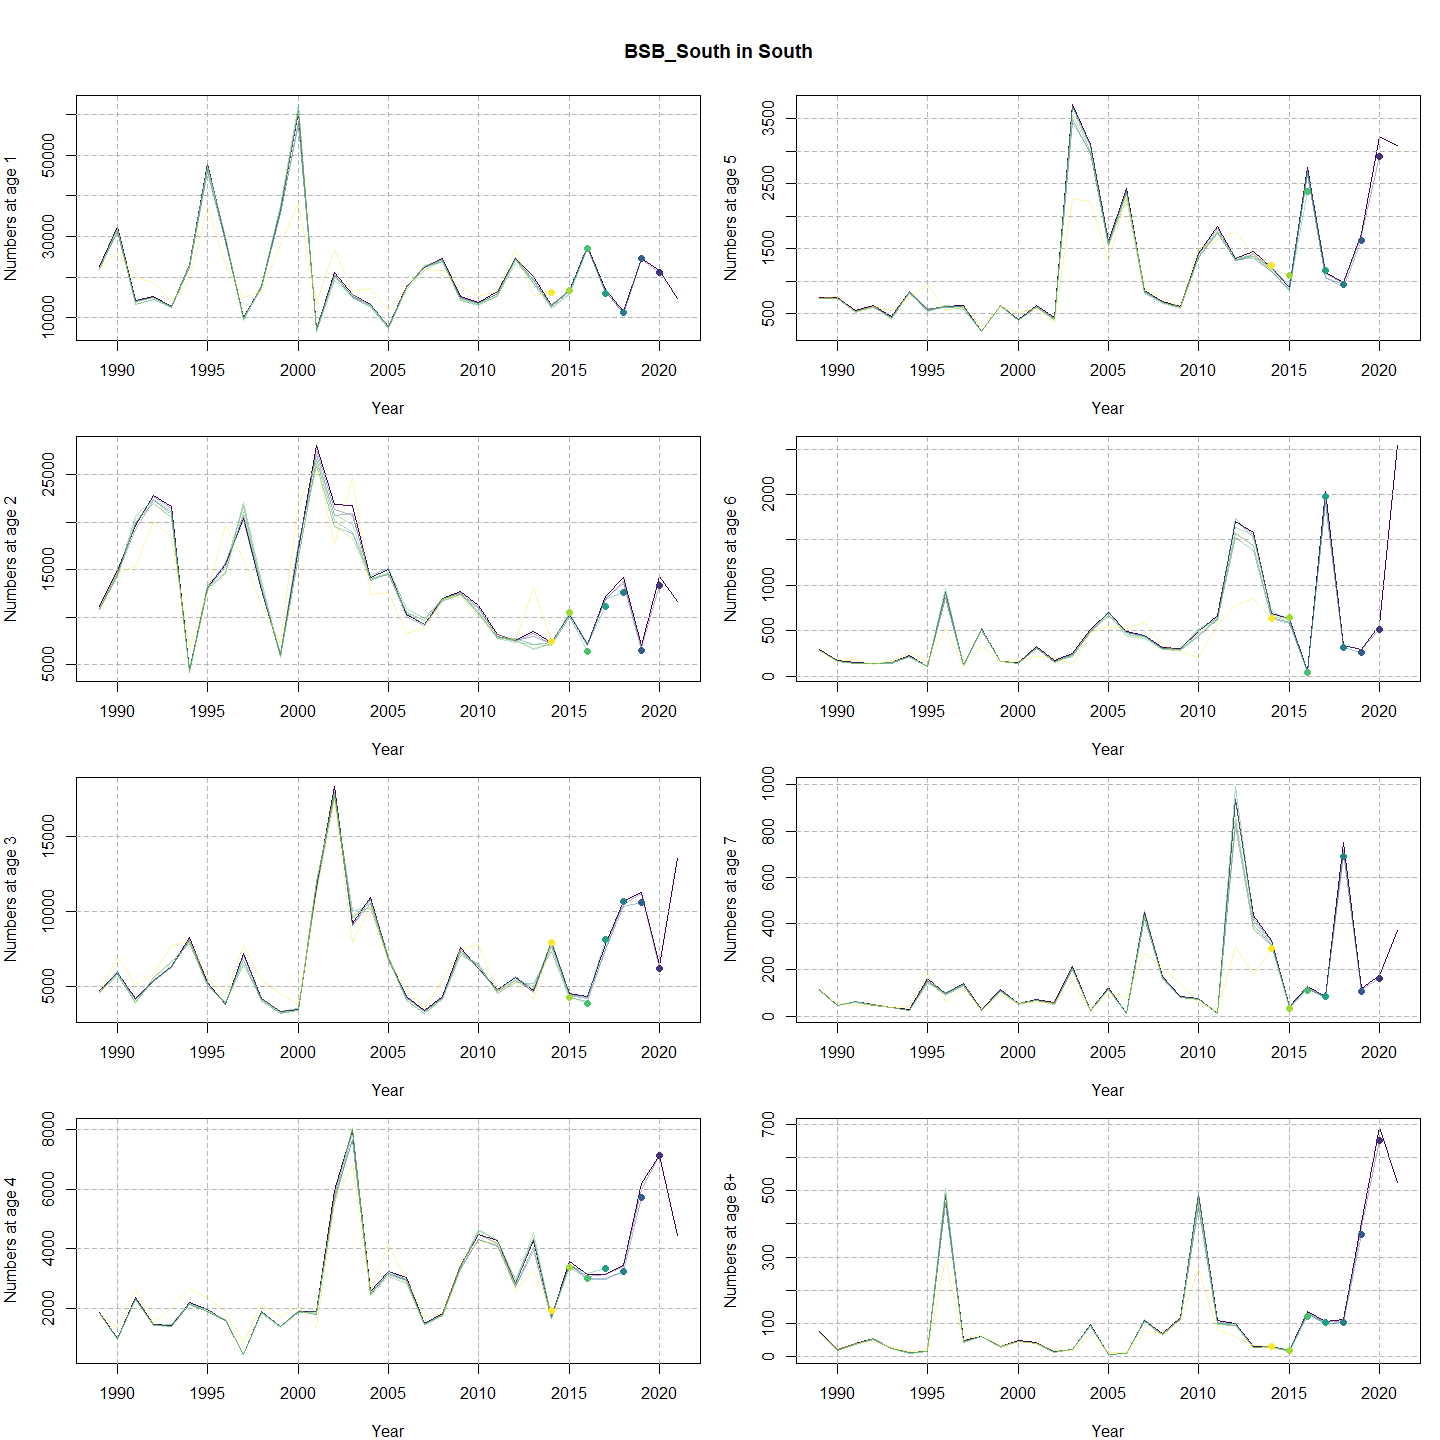 BSB_South in South
Numbers at age 1
10000 30000 50000
1990 1995 2000 2005 2010 2015 2020
Year
Numbers at age 5
500 1500 2500 3500
1990 1995 2000 2005 2010 2015 2020
Year
Numbers at age 2
5000 15000 25000
1990 1995 2000 2005 2010 2015 2020
Year
Numbers at age 6
0 500 1000 2000
1990 1995 2000 2005 2010 2015 2020
Year
Numbers at age 3
5000 10000 15000
1990 1995 2000 2005 2010 2015 2020
Year
Numbers at age 7
0 200 400 600 800 1000
1990 1995 2000 2005 2010 2015 2020
Year
Numbers at age 4
2000 4000 6000 8000
1990 1995 2000 2005 2010 2015 2020
Year
Numbers at age 8+
0 100 300 500 700
1990 1995 2000 2005 2010 2015 2020
Year